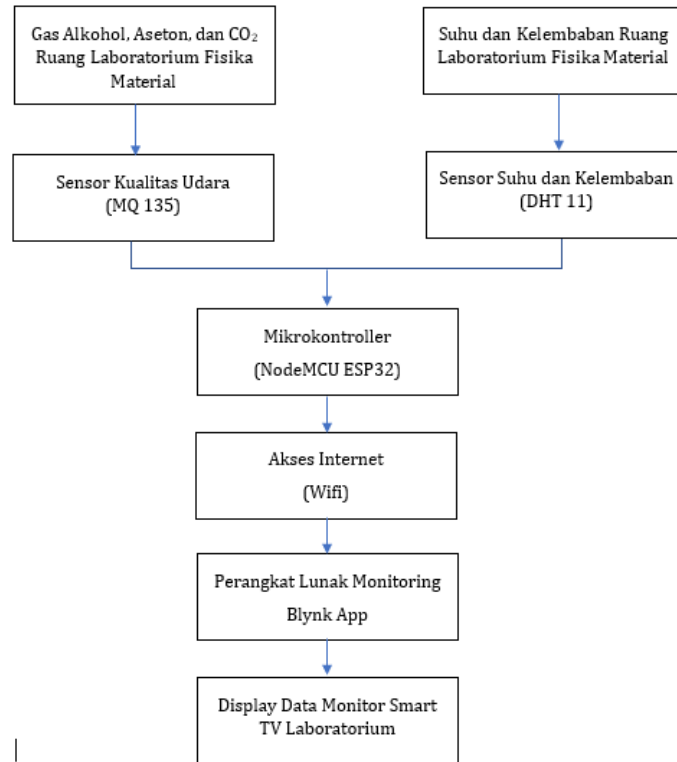 Gas Alkohol, Aseton, dan CO₂
Ruang Laboratorium Fisika
Material
Suhu dan Kelembaban Ruang
Laboratorium Fisika Material
Sensor Kualitas Udara
(MQ 135)
Sensor Suhu dan Kelembaban
(DHT 11)
Mikrokontroller
(NodeMCU ESP32)
Akses Internet
(Wifi)
Perangkat Lunak Monitoring
Blynk App
Display Data Monitor Smart
TV Laboratorium